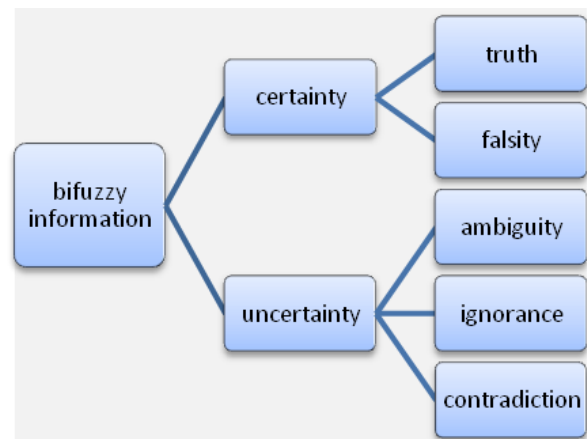 bifuzzy
information
certainty
uncertainty
truth
falsity
ambiguity
ignorance
contradiction